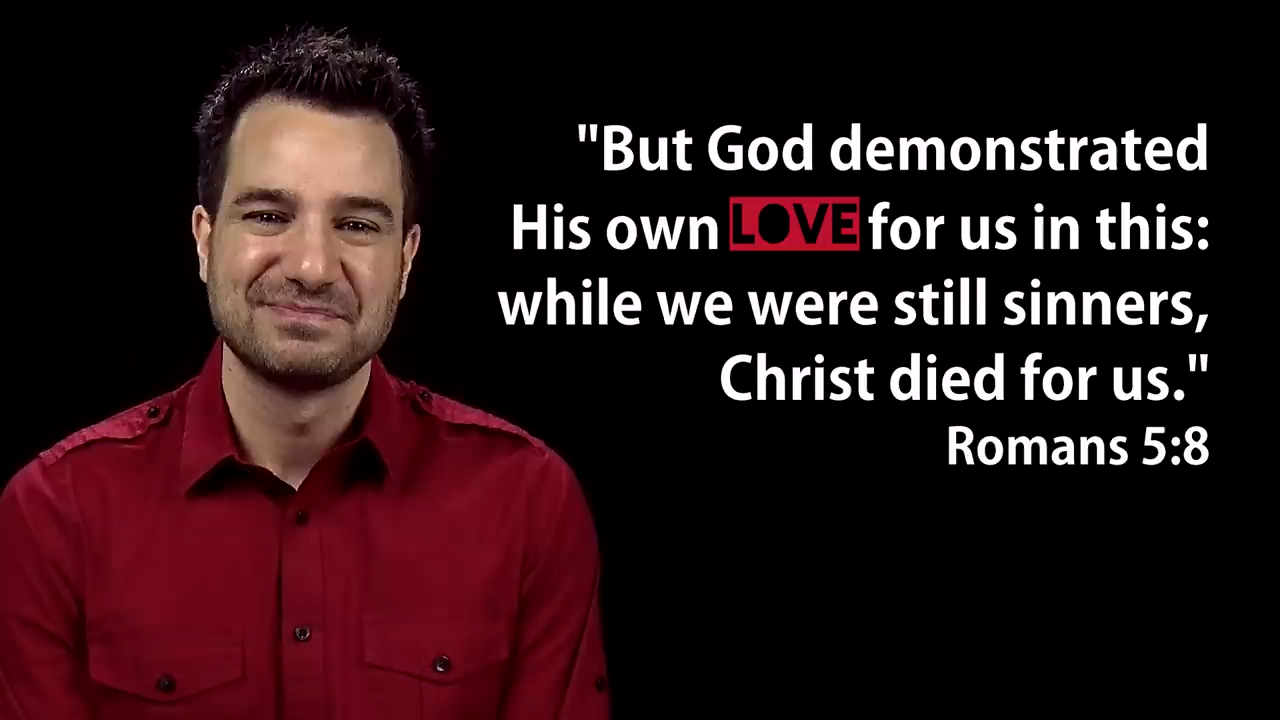 "But God demonstrated
His own LOVE for us in this:
while we were still sinners,
Christ died for us."
Romans 5:8